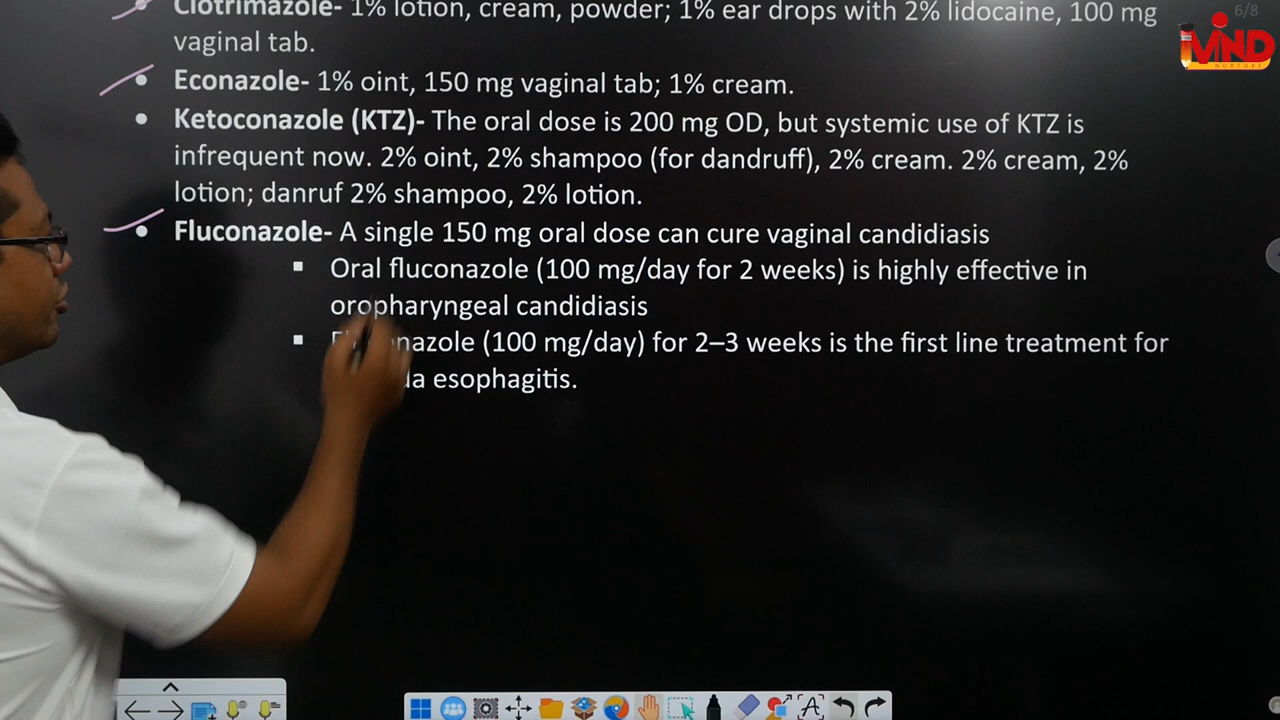 Clotrimazole- 1% lotion, cream, powder; 1% ear drops with 2% lidocaine, 100 mg
vaginal tab.
• Econazole- 1% oint, 150 mg vaginal tab; 1% cream.
• Ketoconazole (KTZ)- The oral dose is 200 mg OD, but systemic use of KTZ is
infrequent now. 2% oint, 2% shampoo (for dandruff), 2% cream. 2% cream, 2%
lotion; danruf 2% shampoo, 2% lotion.
• Fluconazole- A single 150 mg oral dose can cure vaginal candidiasis
▪ Oral fluconazole (100 mg/day for 2 weeks) is highly effective in
oropharyngeal candidiasis
▪ (100 mg/day) for 2–3 weeks is the first line treatment for
esophagitis.
6/8
MIND
NURTURE